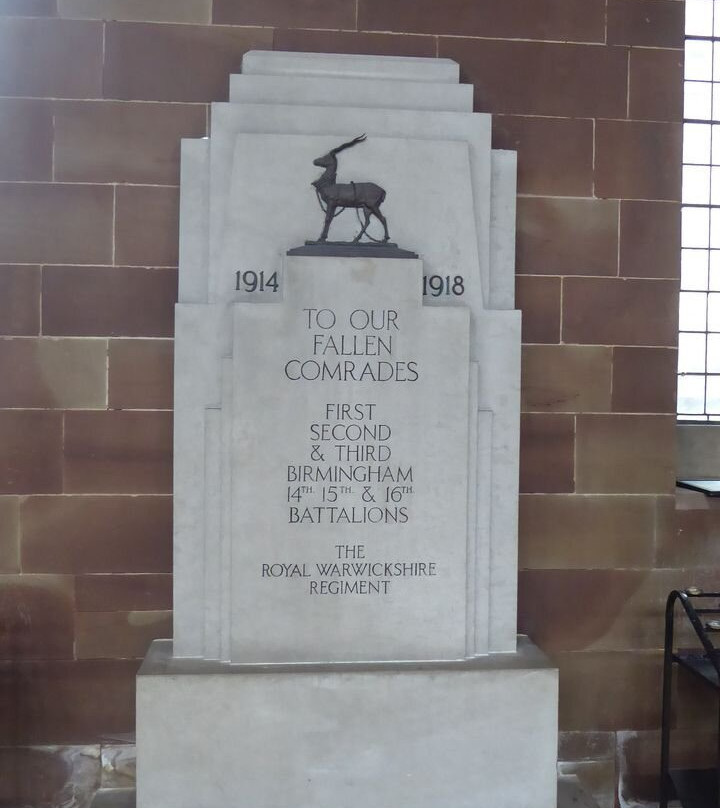 1914 1918
TO OUR
FALLEN
COMRADES
FIRST
SECOND
& THIRD
BIRMINGHAM
14TH. 15TH. & 16TH.
BATTALIONS
THE
ROYAL WARWICKSHIRE
REGIMENT